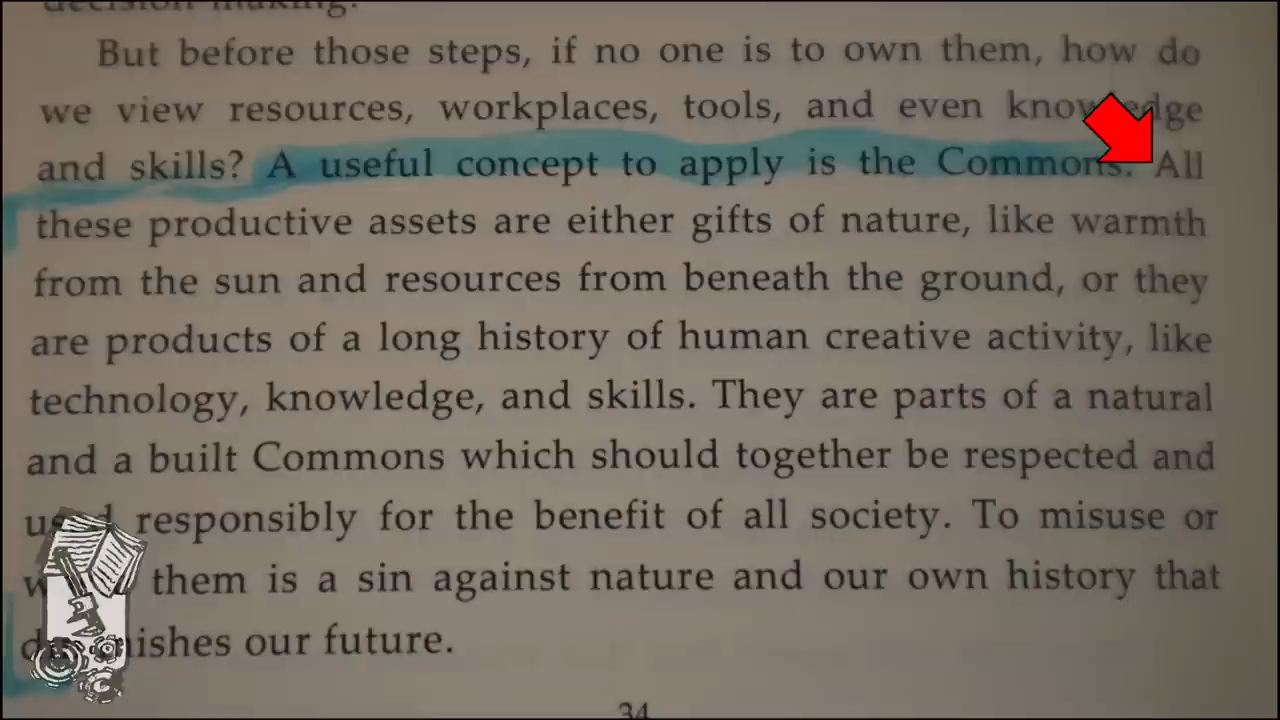 decision-making.
But before those steps, if no one is to own them, how do
we view resources, workplaces, tools, and even knowledge
and skills? A useful concept to apply is the Commons. All
these productive assets are either gifts of nature, like warmth
from the sun and resources from beneath the ground, or they
are products of a long history of human creative activity, like
technology, knowledge, and skills. They are parts of a natural
and a built Commons which should together be respected and
used responsibly for the benefit of all society. To misuse or
them is a sin against nature and our own history that
diminishes our future.
34